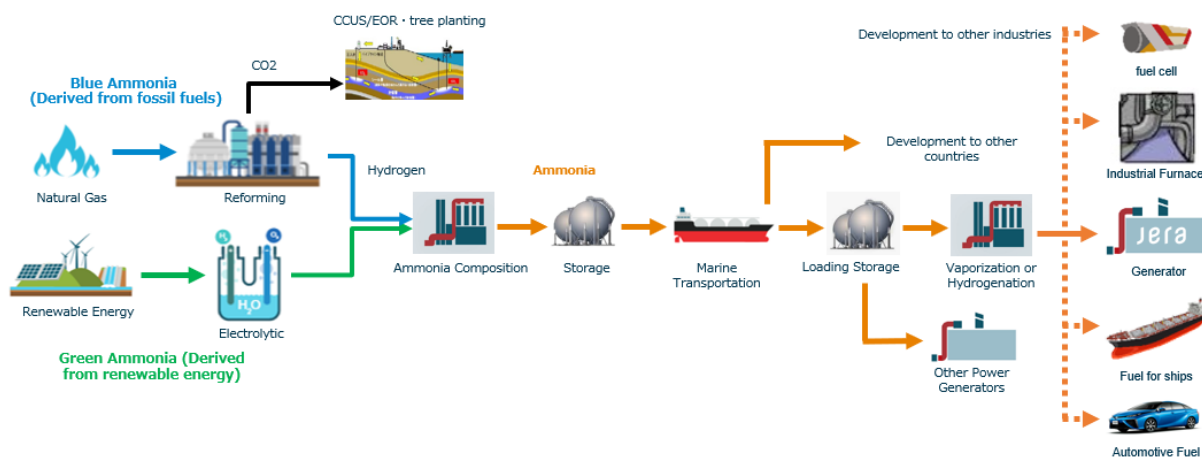 CCUS/EOR・tree planting
CO2
Blue Ammonia
(Derived from fossil fuels)
Natural Gas
Reforming
Hydrogen
Renewable Energy
H2
O2
H2O
Electrolytic
Green Ammonia (Derived
from renewable energy)
Ammonia Composition
Ammonia
Storage
Marine
Transportation
Development to other
countries
Loading Storage
Other Power
Generators
Vaporization or
Hydrogenation
Development to other industries
fuel cell
Industrial Furnace
Jera
Generator
Fuel for ships
Automotive Fuel